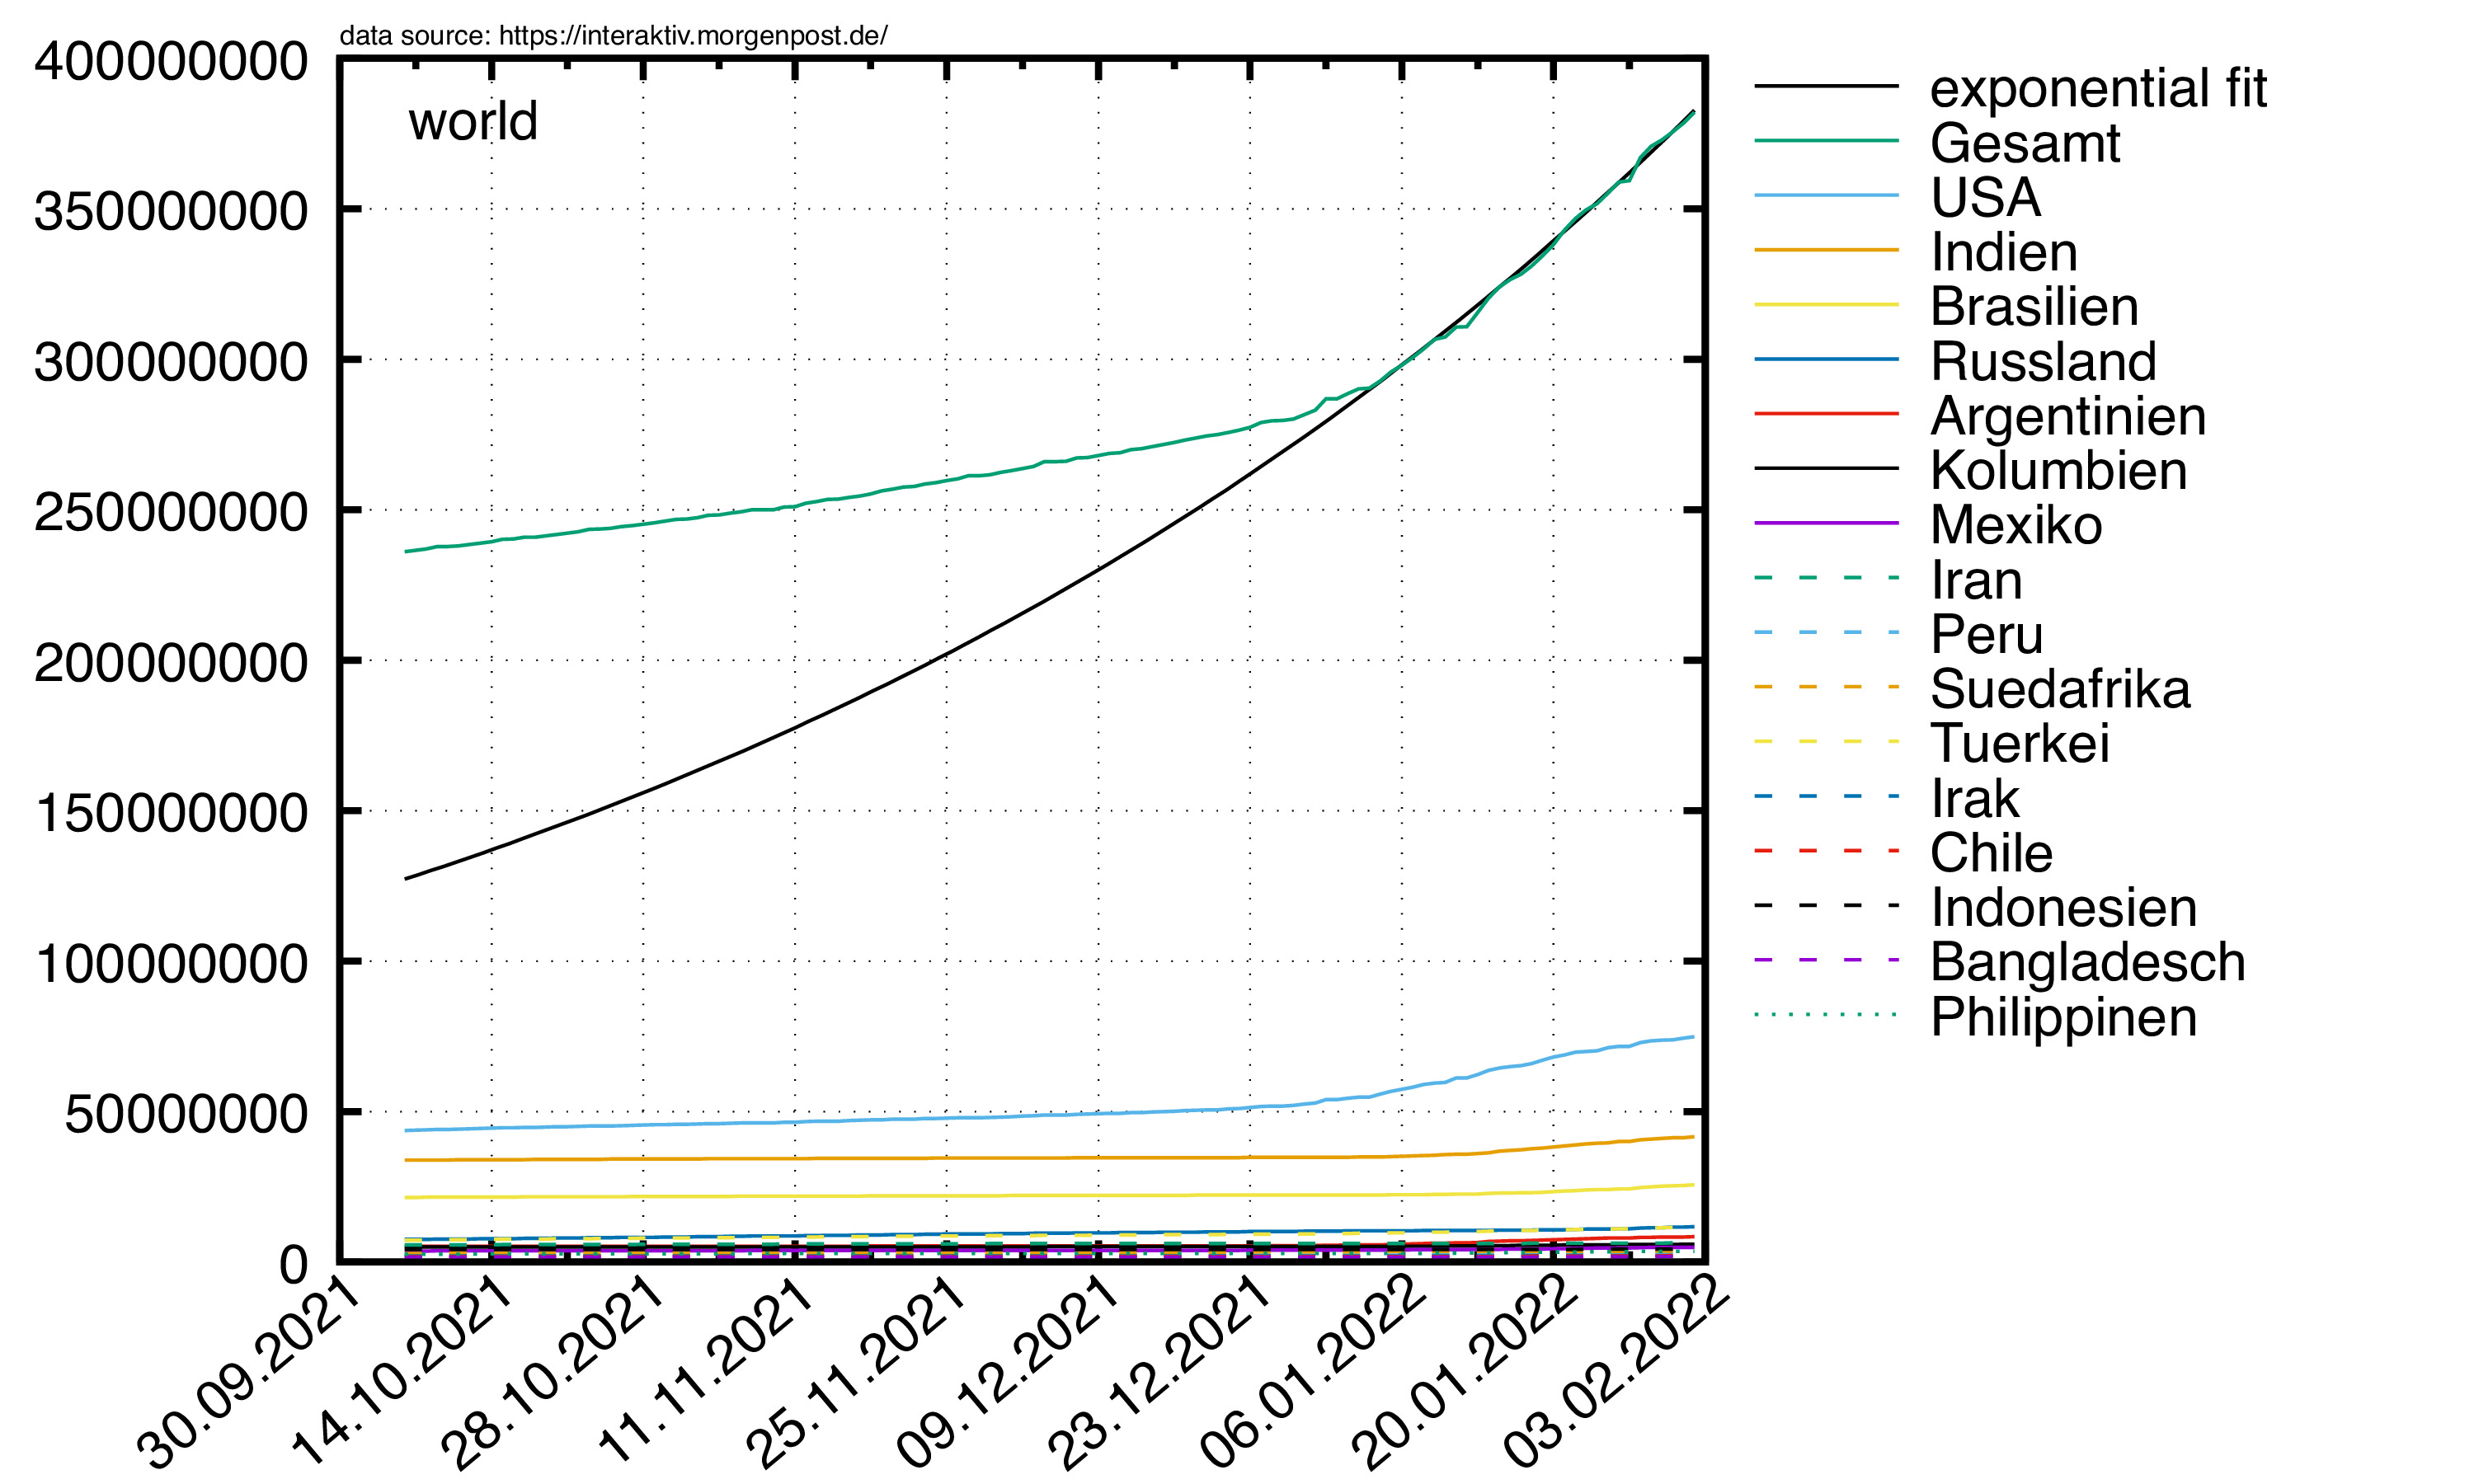 data source: https://interaktiv.morgenpost.de/
world
400000000
350000000
300000000
250000000
200000000
150000000
100000000
50000000
0
30.09.2021
14.10.2021
28.10.2021
11.11.2021
25.11.2021
09.12.2021
23.12.2021
06.01.2022
20.01.2022
03.02.2022
exponential fit
Gesamt
USA
Indien
Brasilien
Russland
Argentinien
Kolumbien
Mexiko
Iran
Peru
Suedafrika
Tuerkei
Irak
Chile
Indonesien
Bangladesch
Philippinen